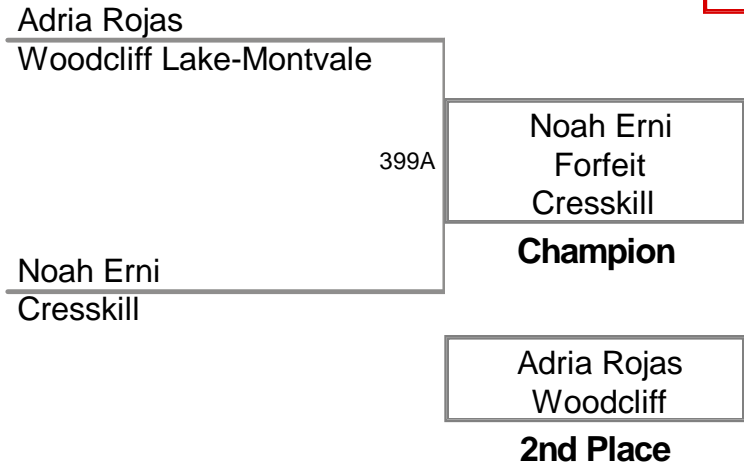 Adria Rojas
Woodcliff Lake-Montvale
399A
Noah Erni
Forfeit
Cresskill
Champion
Noah Erni
Cresskill
Adria Rojas
Woodcliff
2nd Place